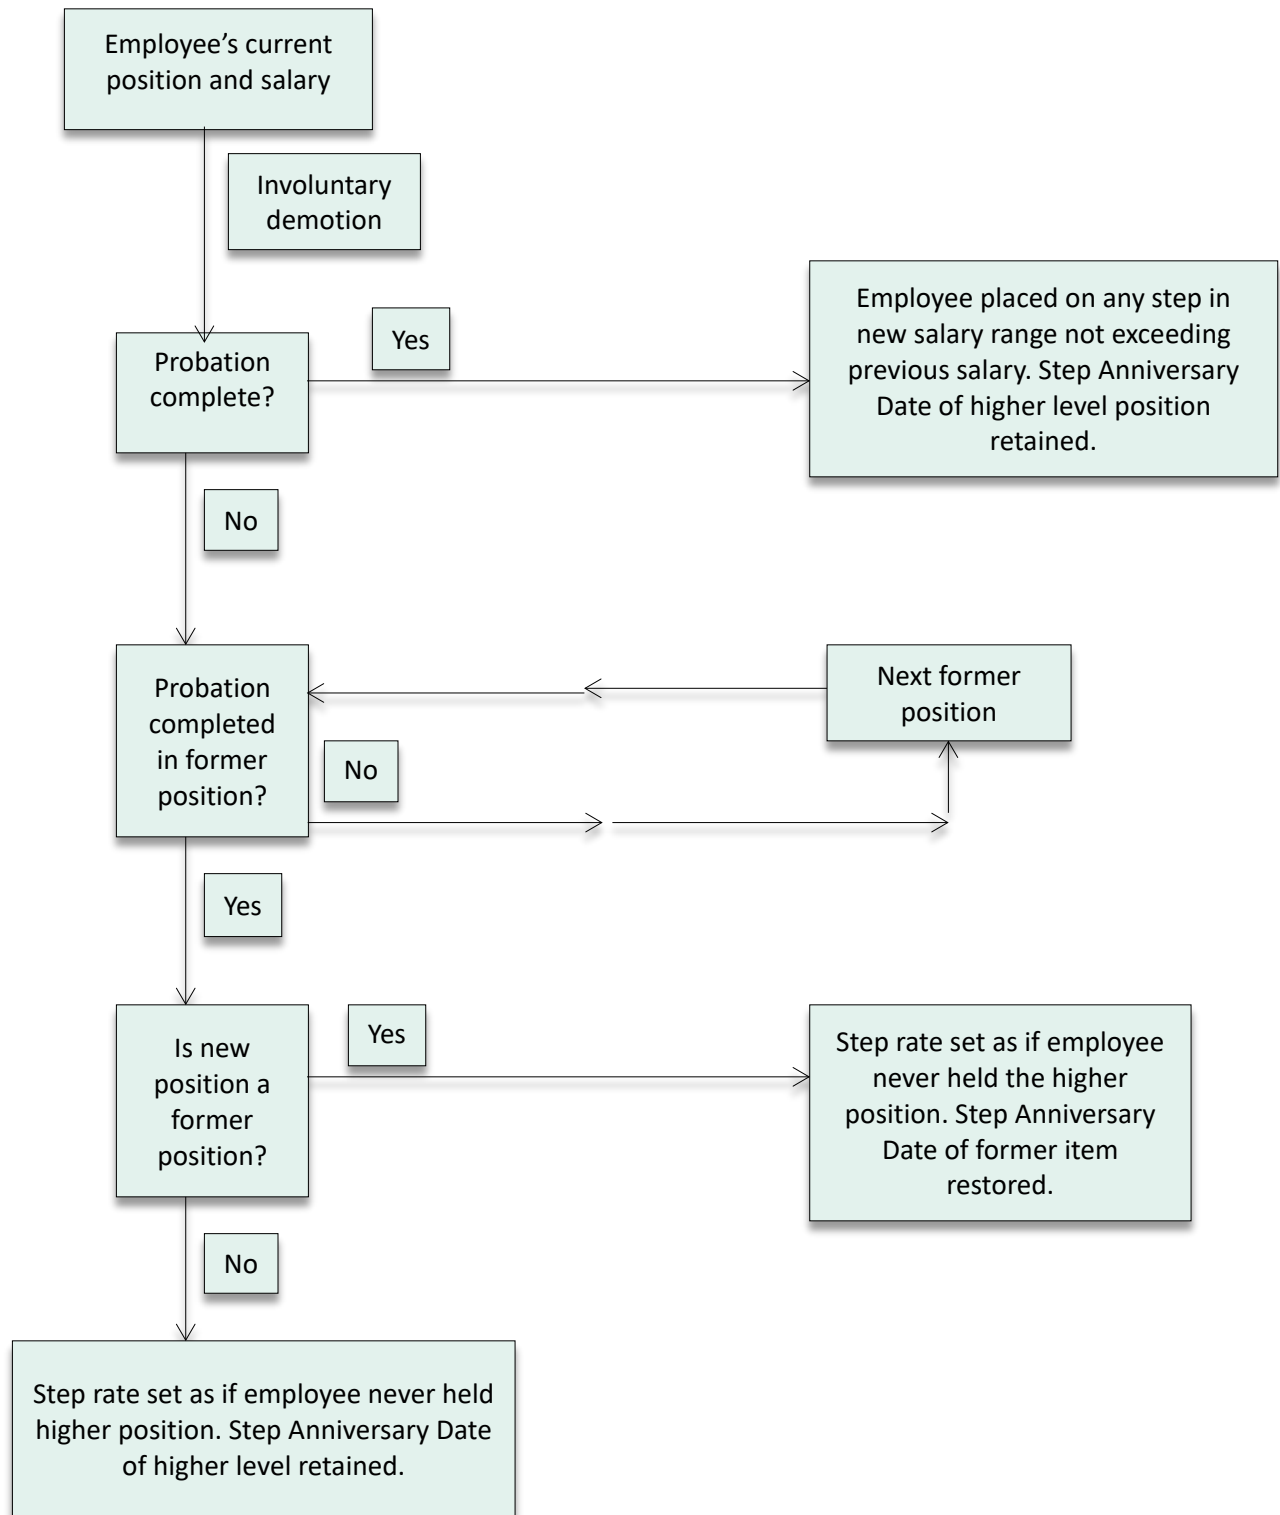 Employee’s current
position and salary
Involuntary
demotion
Probation
complete?
Yes
Employee placed on any step in
new salary range not exceeding
previous salary. Step Anniversary
Date of higher level position
retained.
No
Probation
completed
in former
position?
No
Next former
position
Yes
Is new
position a
former
position?
Yes
Step rate set as if employee
never held the higher
position. Step Anniversary
Date of former item
restored.
No
Step rate set as if employee never held
higher position. Step Anniversary Date
of higher level retained.